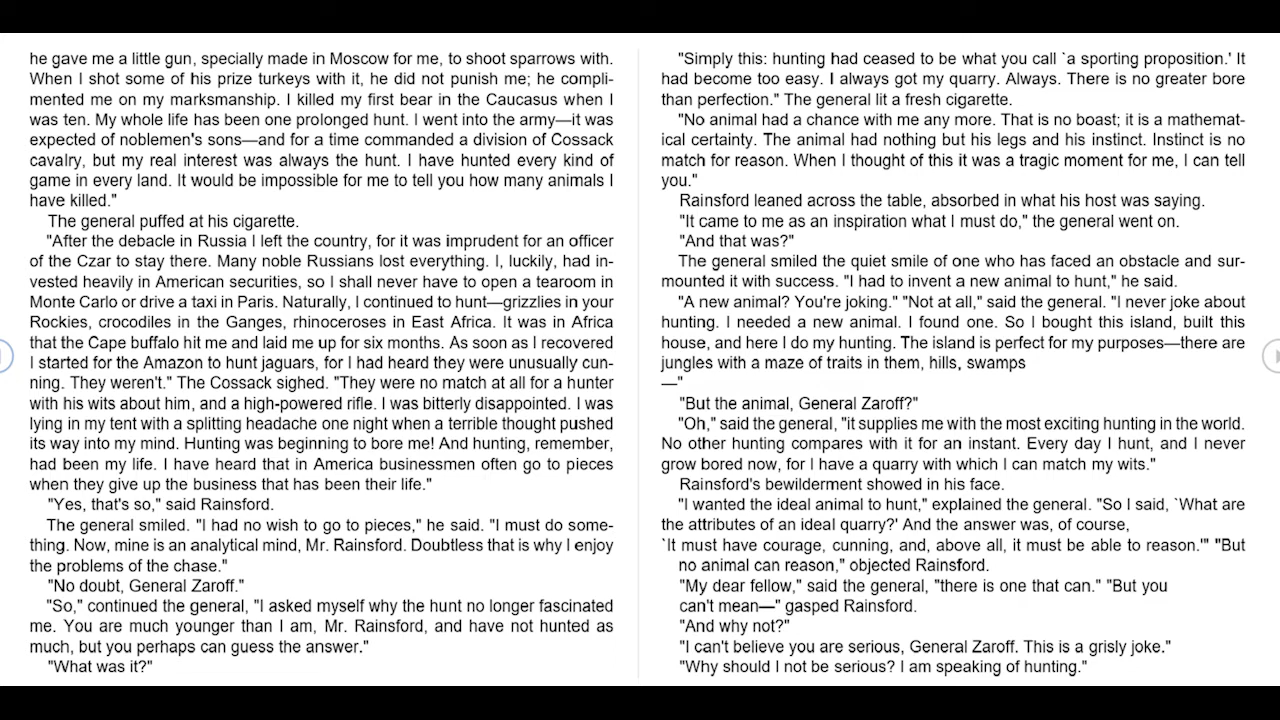 he gave me a little gun, specially made in Moscow for me, to shoot sparrows with.
When I shot some of his prize turkeys with it, he did not punish me; he compli-
mented me on my marksmanship. I killed my first bear in the Caucasus when I
was ten. My whole life has been one prolonged hunt. I went into the army—it was
expected of noblemen's sons—and for a time commanded a division of Cossack
cavalry, but my real interest was always the hunt. I have hunted every kind of
game in every land. It would be impossible for me to tell you how many animals I
have killed."
The general puffed at his cigarette.
"After the debacle in Russia I left the country, for it was imprudent for an officer
of the Czar to stay there. Many noble Russians lost everything. I, luckily, had in-
vested heavily in American securities, so I shall never have to open a tearoom in
Monte Carlo or drive a taxi in Paris. Naturally, I continued to hunt—grizzlies in your
Rockies, crocodiles in the Ganges, rhinoceroses in East Africa. It was in Africa
that the Cape buffalo hit me and laid me up for six months. As soon as I recovered
I started for the Amazon to hunt jaguars, for I had heard they were unusually cun-
ning. They weren't." The Cossack sighed. "They were no match at all for a hunter
with his wits about him, and a high-powered rifle. I was bitterly disappointed. I was
lying in my tent with a splitting headache one night when a terrible thought pushed
its way into my mind. Hunting was beginning to bore me! And hunting, remember,
had been my life. I have heard that in America businessmen often go to pieces
when they give up the business that has been their life."
"Yes, that's so," said Rainsford.
The general smiled. "I had no wish to go to pieces," he said. "I must do some-
thing. Now, mine is an analytical mind, Mr. Rainsford. Doubtless that is why I enjoy
the problems of the chase."
"No doubt, General Zaroff."
"So," continued the general, "I asked myself why the hunt no longer fascinated
me. You are much younger than I am, Mr. Rainsford, and have not hunted as
much, but you perhaps can guess the answer."
"What was it?"
"Simply this: hunting had ceased to be what you call `a sporting proposition.' It
had become too easy. I always got my quarry. Always. There is no greater bore
than perfection." The general lit a fresh cigarette.
"No animal had a chance with me any more. That is no boast; it is a mathemat-
ical certainty. The animal had nothing but his legs and his instinct. Instinct is no
match for reason. When I thought of this it was a tragic moment for me, I can tell
you."
Rainsford leaned across the table, absorbed in what his host was saying.
"It came to me as an inspiration what I must do," the general went on.
"And that was?"
The general smiled the quiet smile of one who has faced an obstacle and sur-
mounted it with success. "I had to invent a new animal to hunt," he said.
"A new animal? You're joking." "Not at all," said the general. "I never joke about
hunting. I needed a new animal. I found one. So I bought this island, built this
house, and here I do my hunting. The island is perfect for my purposes—there are
jungles with a maze of traits in them, hills, swamps
—"
"But the animal, General Zaroff?"
"Oh," said the general, "it supplies me with the most exciting hunting in the world.
No other hunting compares with it for an instant. Every day I hunt, and I never
grow bored now, for I have a quarry with which I can match my wits."
Rainsford's bewilderment showed in his face.
"I wanted the ideal animal to hunt," explained the general. "So I said, `What are
the attributes of an ideal quarry?' And the answer was, of course,
`It must have courage, cunning, and, above all, it must be able to reason.'" "But
no animal can reason," objected Rainsford.
"My dear fellow," said the general, "there is one that can." "But you
can't mean—" gasped Rainsford.
"And why not?"
"I can't believe you are serious, General Zaroff. This is a grisly joke."
"Why should I not be serious? I am speaking of hunting."